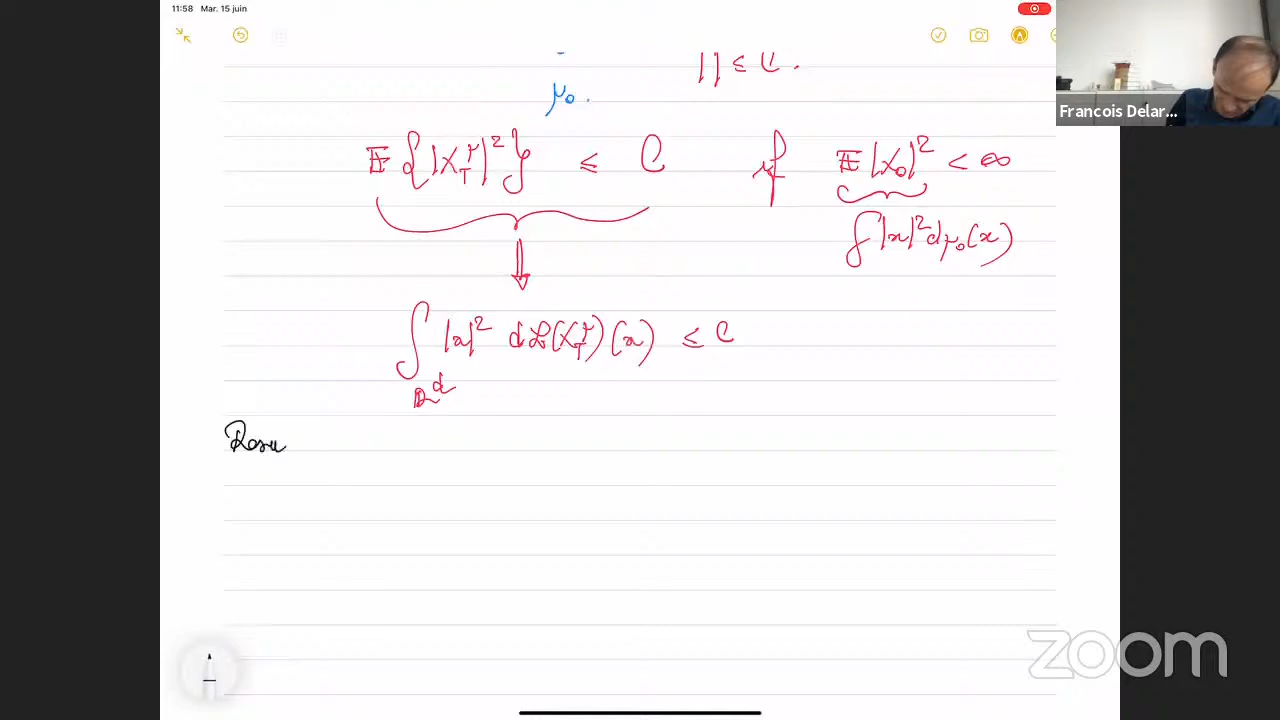 11:58 Mar. 15 juin
|| ≤ C.
μ₀.
Francois Delar...
𝔼{|X_T^μ|²} ≤ C if 𝔼|X₀|² < ∞
∫|x|²dμ₀(x)
∫_{ℝ^d} |x|² dℒ(X_T^μ)(x) ≤ C
zoom